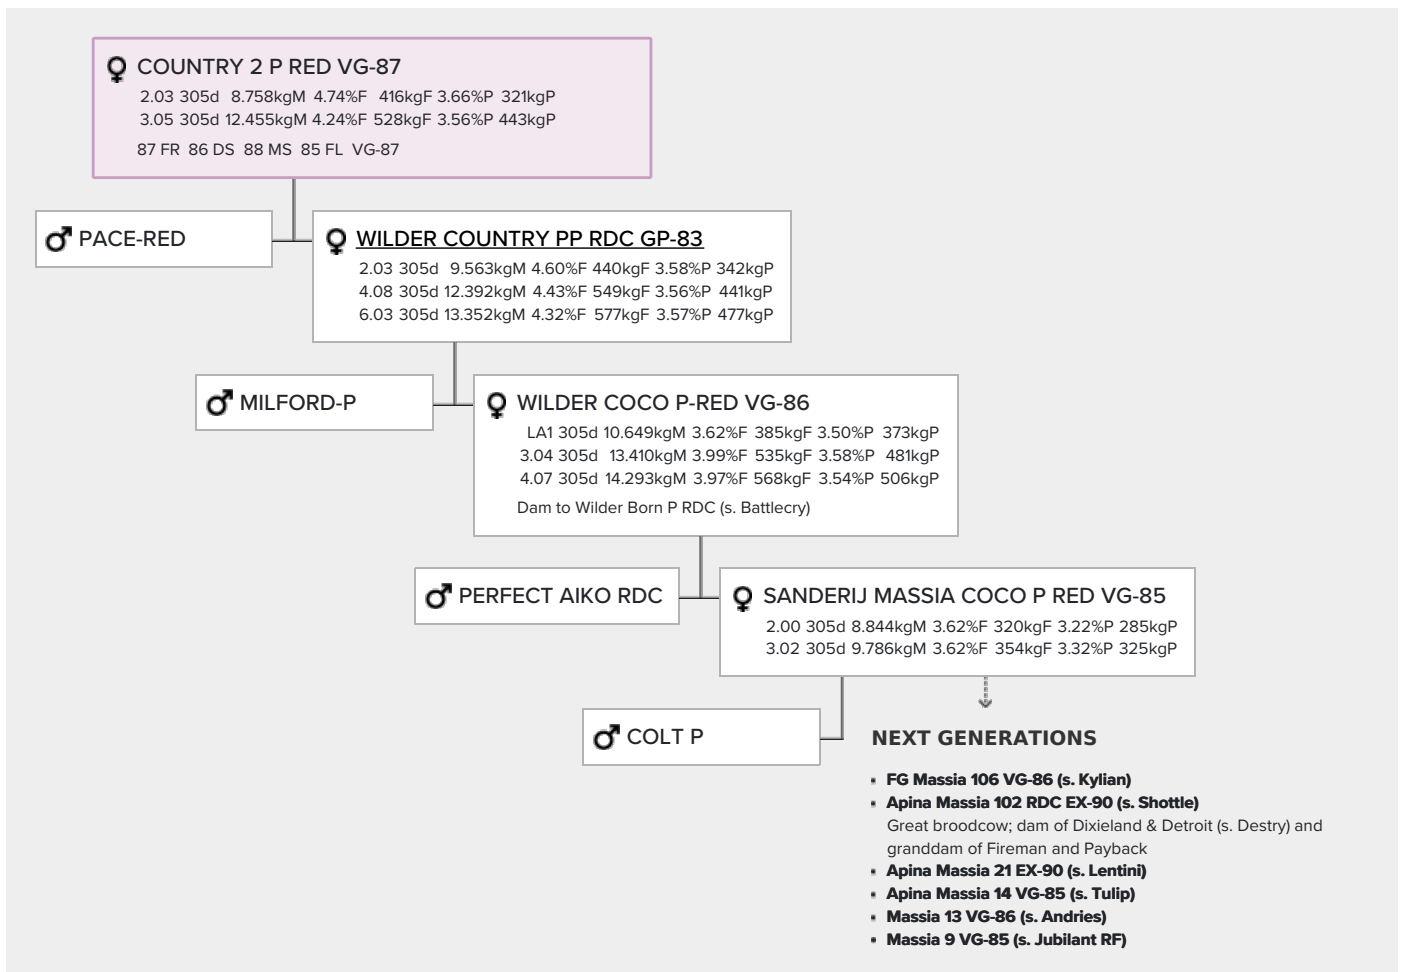 COUNTRY 2 P RED VG-87
2.03 305d 8.758kgM 4.74%F 416kgF 3.66%P 321kgP
3.05 305d 12.455kgM 4.24%F 528kgF 3.56%P 443kgP
87 FR 86 DS 88 MS 85 FL VG-87
PACE-RED
WILDER COUNTRY PP RDC GP-83
2.03 305d 9.563kgM 4.60%F 440kgF 3.58%P 342kgP
4.08 305d 12.392kgM 4.43%F 549kgF 3.56%P 441kgP
6.03 305d 13.352kgM 4.32%F 577kgF 3.57%P 477kgP
MILFORD-P
WILDER COCO P-RED VG-86
LA1 305d 10.649kgM 3.62%F 385kgF 3.50%P 373kgP
3.04 305d 13.410kgM 3.99%F 535kgF 3.58%P 481kgP
4.07 305d 14.293kgM 3.97%F 568kgF 3.54%P 506kgP
Dam to Wilder Born P RDC (s. Battlecry)
PERFECT AIKO RDC
SANDERIJ MASSIA COCO P RED VG-85
2.00 305d 8.844kgM 3.62%F 320kgF 3.22%P 285kgP
3.02 305d 9.786kgM 3.62%F 354kgF 3.32%P 325kgP
COLT P
NEXT GENERATIONS
▪ FG Massia 106 VG-86 (s. Kylian)
▪ Apina Massia 102 RDC EX-90 (s. Shottle)
Great broodcow; dam of Dixieland & Detroit (s. Destry) and
granddam of Fireman and Payback
▪ Apina Massia 21 EX-90 (s. Lentini)
▪ Apina Massia 14 VG-85 (s. Tulip)
▪ Massia 13 VG-86 (s. Andries)
▪ Massia 9 VG-85 (s. Jubilant RF)